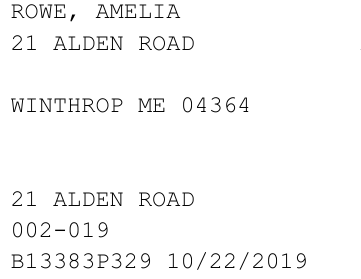 ROWE, AMELIA
21 ALDEN ROAD
WINTHROP ME 04364
21 ALDEN ROAD
002-019
B13383P329 10/22/2019